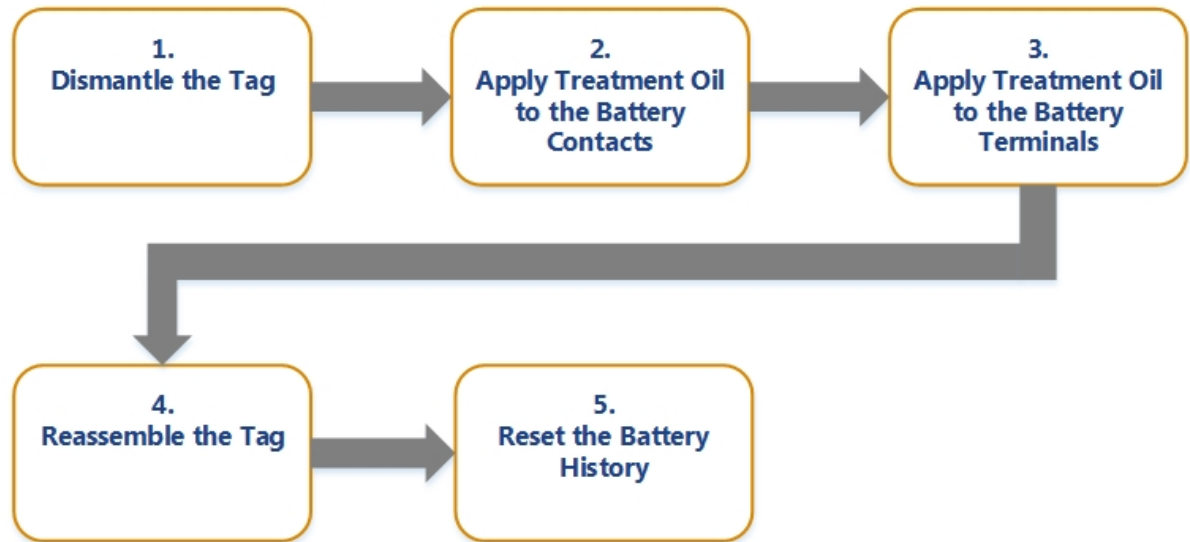 1.
Dismantle the Tag
2.
Apply Treatment Oil
to the Battery
Contacts
3.
Apply Treatment Oil
to the Battery
Terminals
4.
Reassemble the Tag
5.
Reset the Battery
History